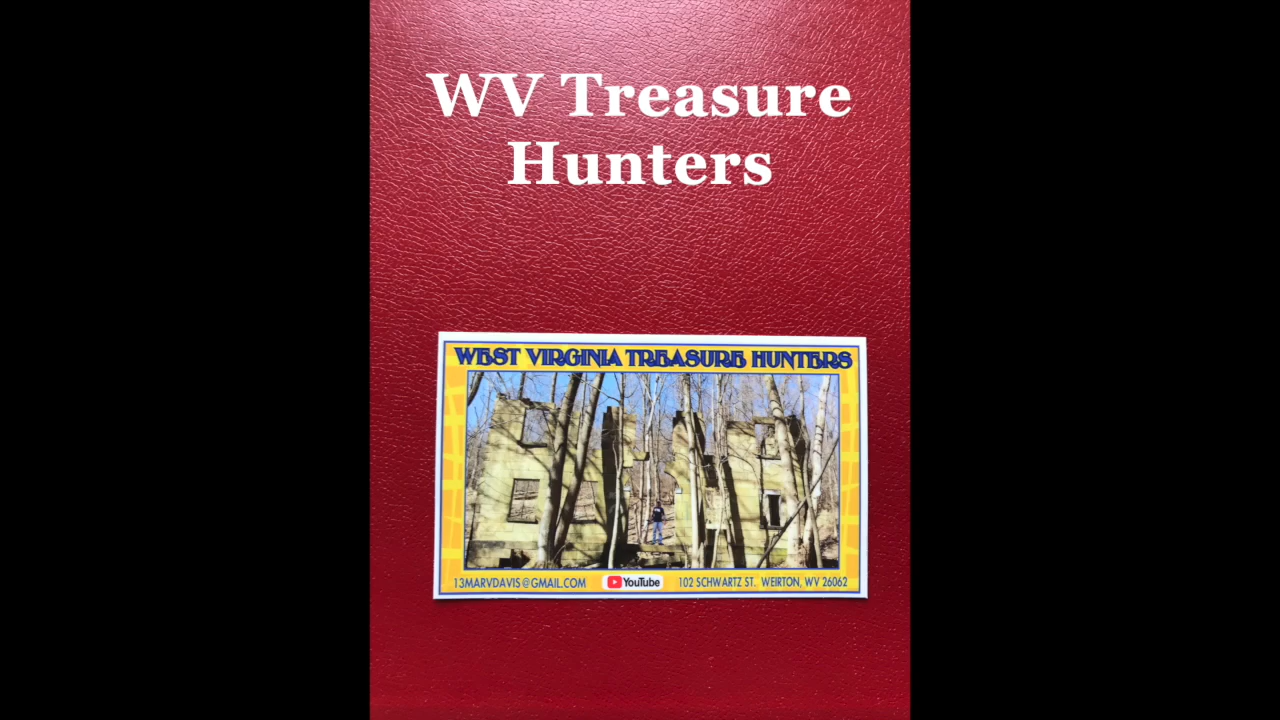 WV Treasure
Hunters
WEST VIRGINIA TREASURE HUNTERS
13MARVDAVIS@GMAIL.COM YouTube 102 SCHWARTZ ST. WEIRTON, WV 26062